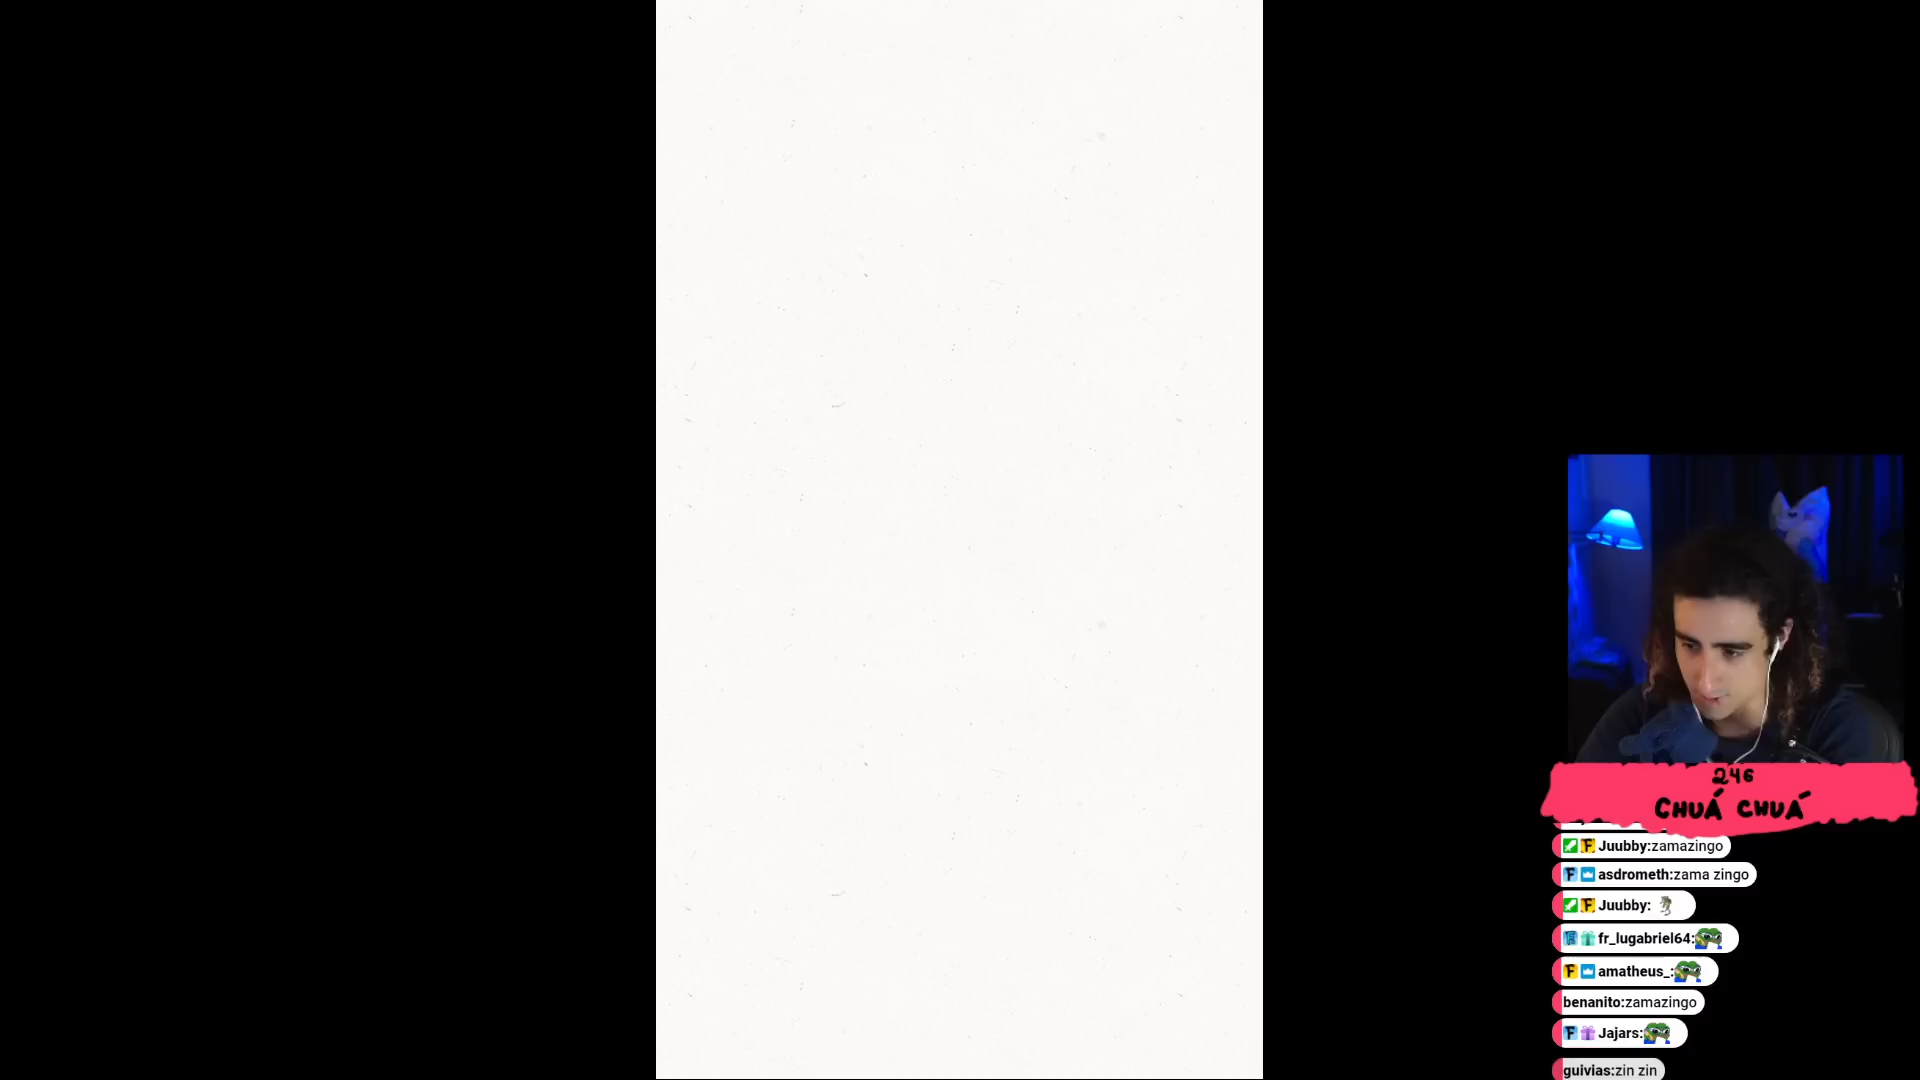 246
CHUÁ CHUÁ
Juubby:zamazingo
asdrometh:zama zingo
Juubby:
fr_lugabriel64:
amatheus_:
benanito:zamazingo
Jajars:
guivias:zin zin